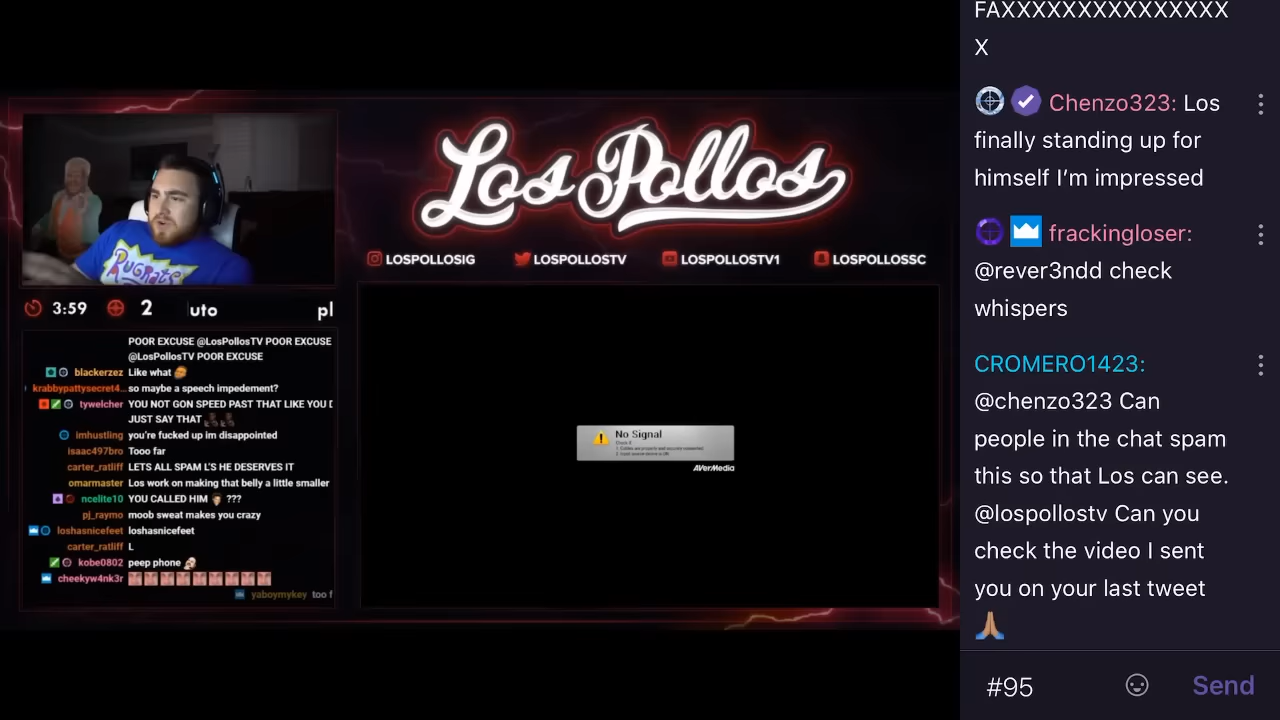 Los Pollos
LOSPOLLOSIG
LOSPOLLOSTV
LOSPOLLOSTV1
LOSPOLLOSSC
RUGRATS
3:59
2
uto
pl
POOR EXCUSE @LosPollosTV POOR EXCUSE
@LosPollosTV POOR EXCUSE
blackerzez Like what
krabbypattysecret4... so maybe a speech impedement?
tywelcher YOU NOT GON SPEED PAST THAT LIKE YOU D
JUST SAY THAT
imhustling you're fucked up im disappointed
isaac497bro Tooo far
carter_ratliff LETS ALL SPAM L'S HE DESERVES IT
omarmaster Los work on making that belly a little smaller
ncelite10 YOU CALLED HIM ???
pj_raymo moob sweat makes you crazy
loshasnicefeet loshasnicefeet
carter_ratliff L
kobe0802 peep phone
cheekyw4nk3r
yaboymykey too f
No Signal
AVerMedia
FAXXXXXXXXXXXXXXX
X
Chenzo323: Los
finally standing up for
himself I'm impressed
frackingloser:
@rever3ndd check
whispers
CROMERO1423:
@chenzo323 Can
people in the chat spam
this so that Los can see.
@lospollostv Can you
check the video I sent
you on your last tweet
#95
Send